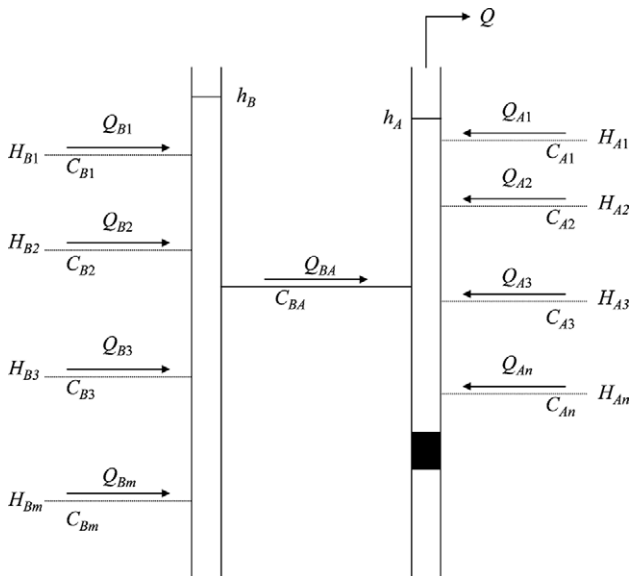 Q
h_B
h_A
Q_B1
H_B1
C_B1
Q_B2
H_B2
C_B2
Q_B3
H_B3
C_B3
Q_Bm
H_Bm
C_Bm
Q_BA
C_BA
Q_A1
C_A1
H_A1
Q_A2
C_A2
H_A2
Q_A3
C_A3
H_A3
Q_An
C_An
H_An